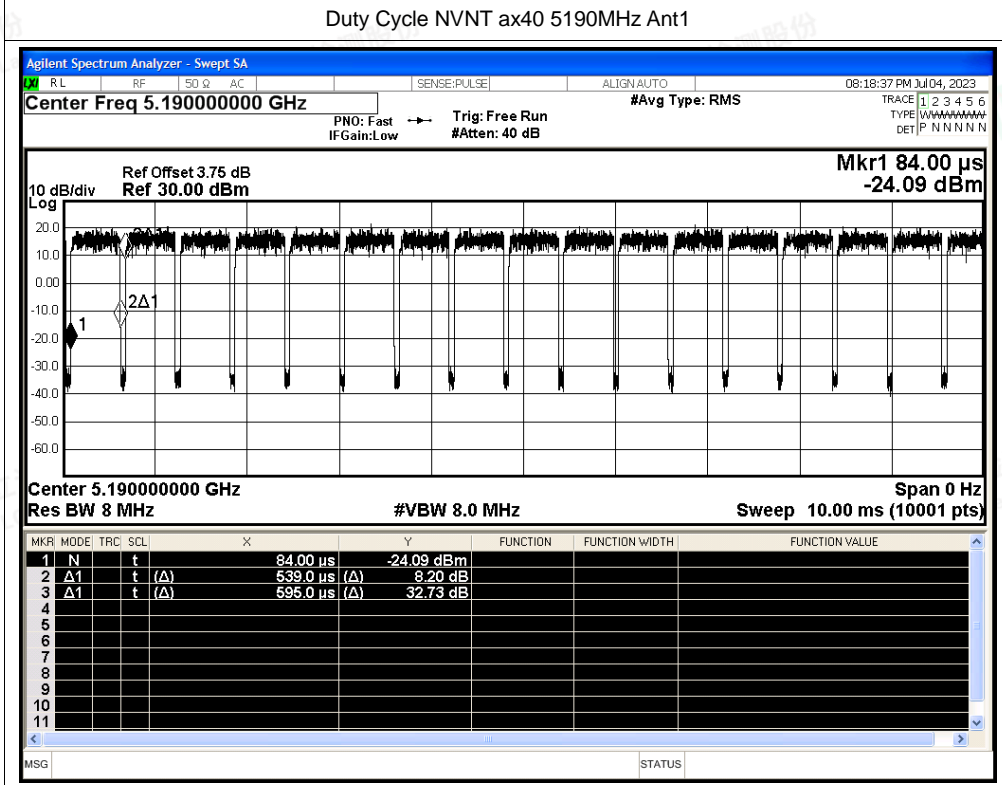 Duty Cycle NVNT ax40 5190MHz Ant1
Agilent Spectrum Analyzer - Swept SA
LXI RL RF 50 Ω AC SENSE:PULSE ALIGN AUTO 08:18:37 PM Jul 04, 2023
Center Freq 5.190000000 GHz #Avg Type: RMS TRACE 1 2 3 4 5 6
PNO: Fast Trig: Free Run TYPE WWWWWW
IFGain:Low #Atten: 40 dB DET P N N N N N
Mkr1 84.00 µs
Ref Offset 3.75 dB
10 dB/div Ref 30.00 dBm -24.09 dBm
Log
20.0
10.0
0.00
2Δ1
-10.0
1
-20.0
-30.0
-40.0
-50.0
-60.0
Center 5.190000000 GHz Span 0 Hz
Res BW 8 MHz #VBW 8.0 MHz Sweep 10.00 ms (10001 pts)
MKR MODE TRC SCL X Y FUNCTION FUNCTION WIDTH FUNCTION VALUE
1 N t 84.00 µs -24.09 dBm
2 Δ1 t (Δ) 539.0 µs (Δ) 8.20 dB
3 Δ1 t (Δ) 595.0 µs (Δ) 32.73 dB
4
5
6
7
8
9
10
11
MSG STATUS